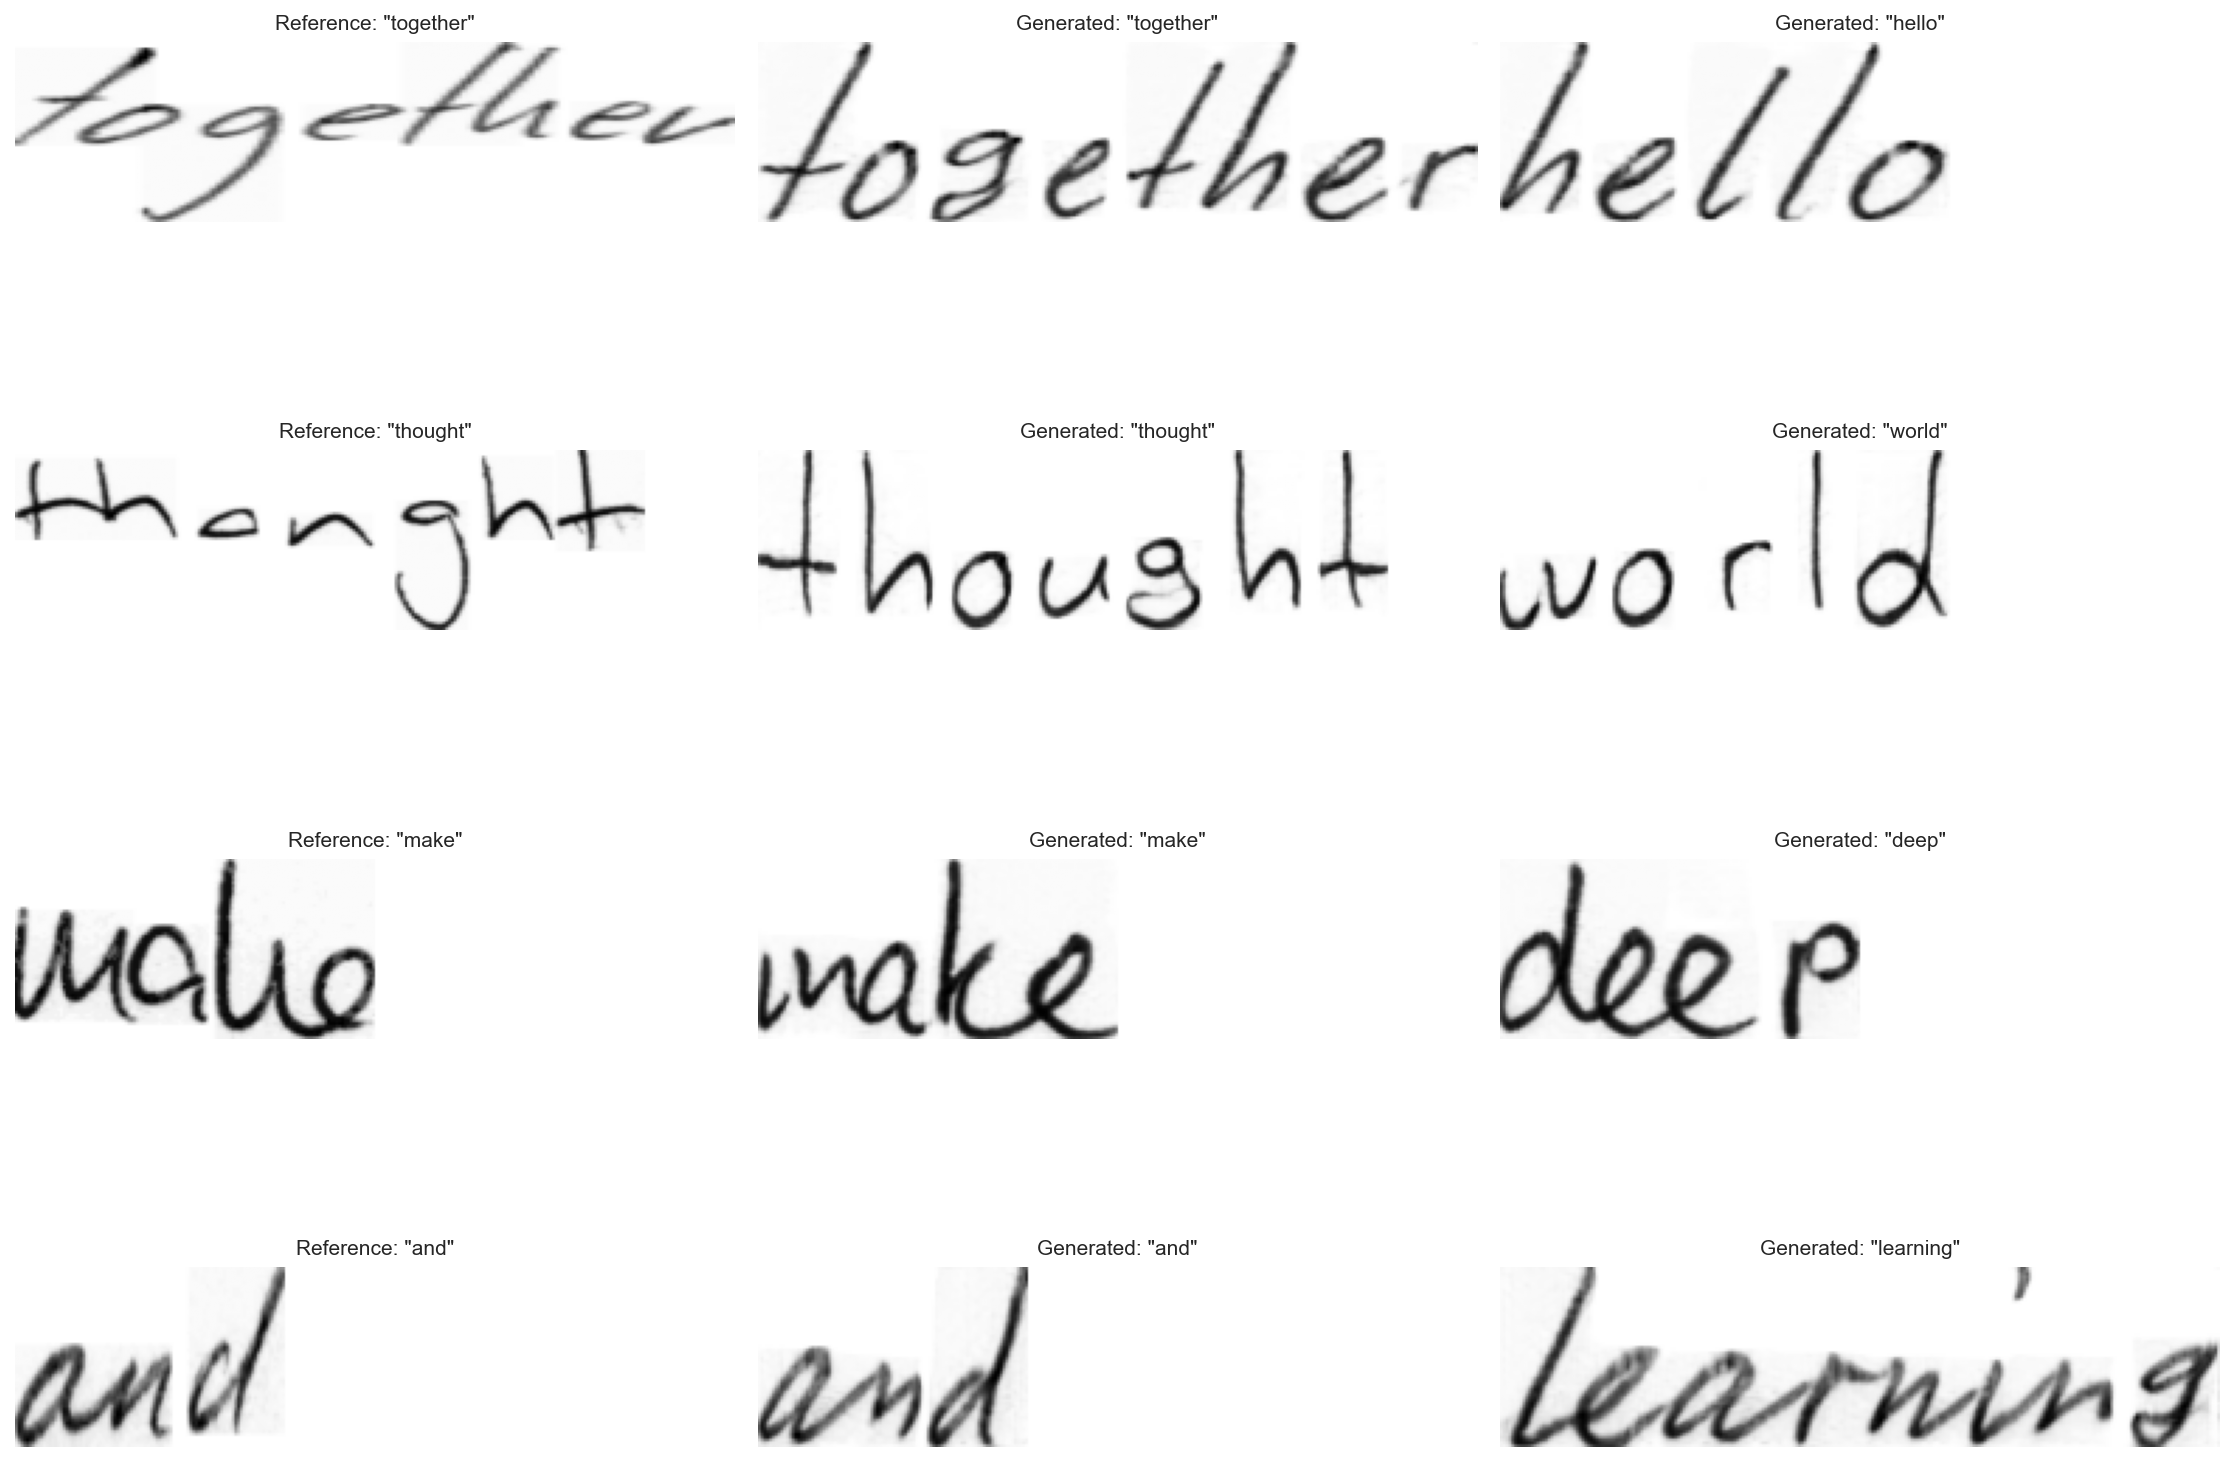 Reference: "together" Generated: "together" Generated: "hello"
together together hello
Reference: "thought" Generated: "thought" Generated: "world"
thonght thought world
Reference: "make" Generated: "make" Generated: "deep"
make make deep
Reference: "and" Generated: "and" Generated: "learning"
and and learning